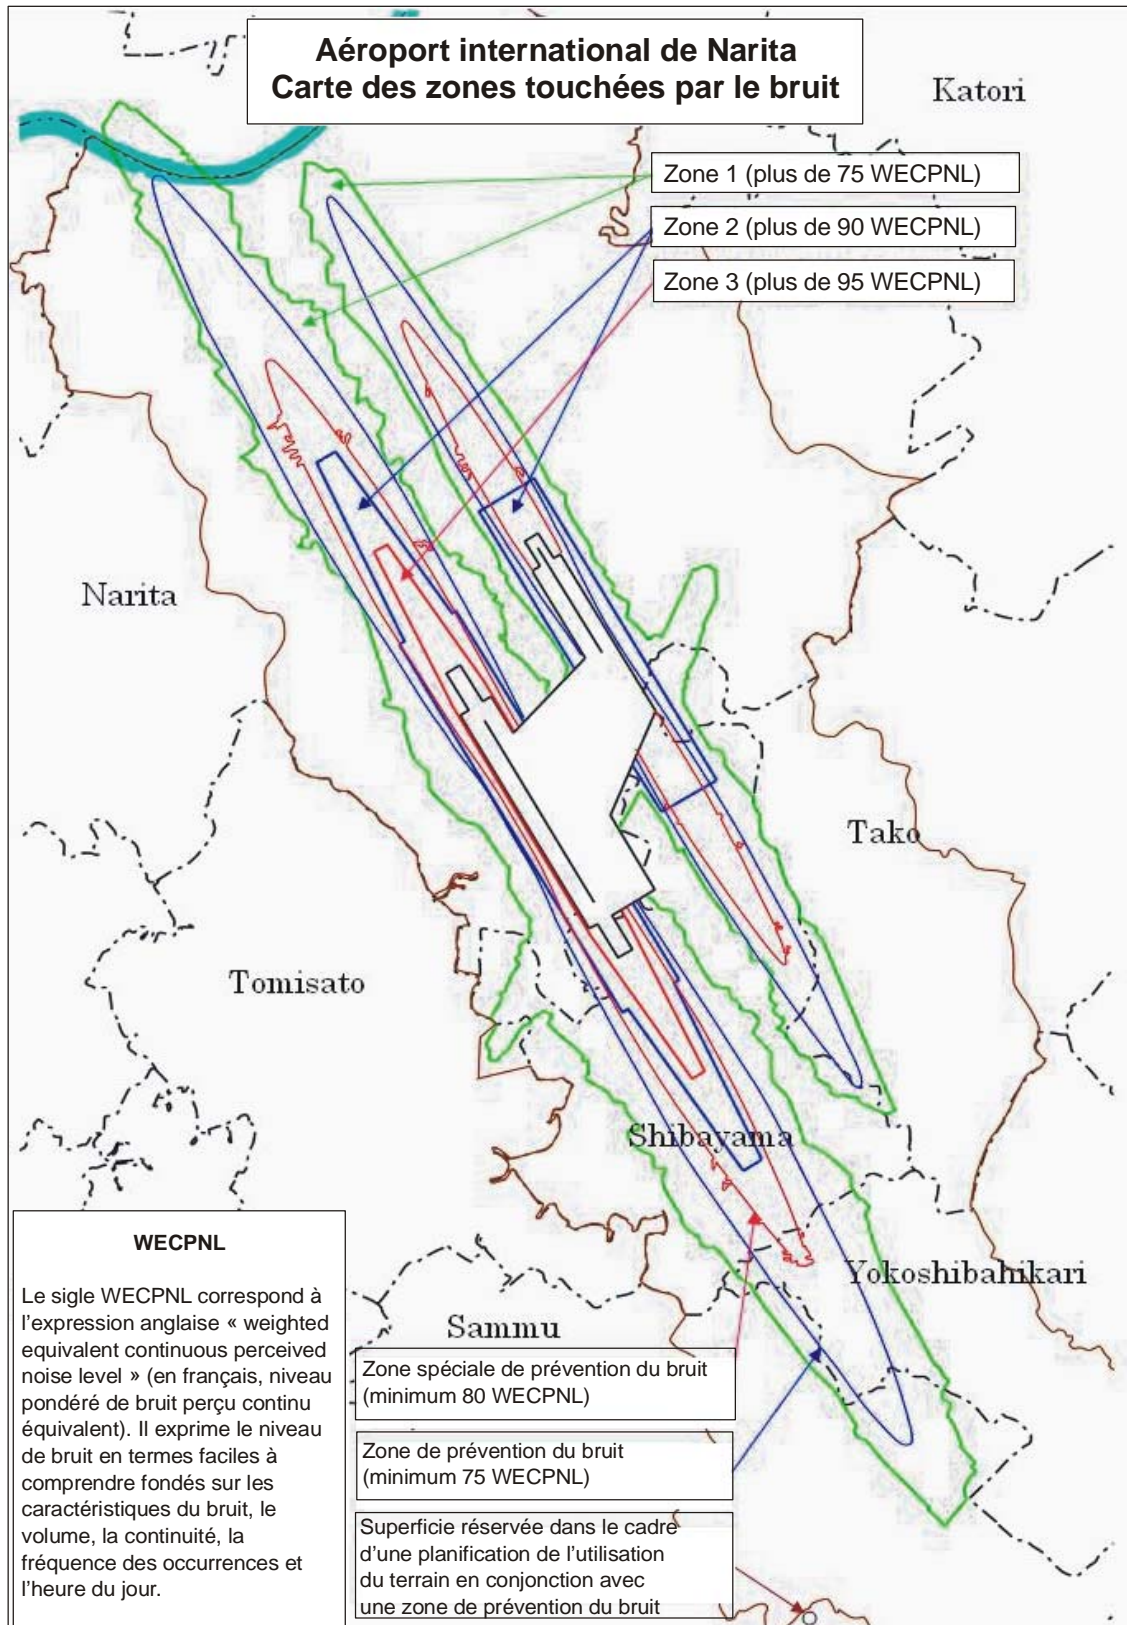 Aéroport international de Narita
Carte des zones touchées par le bruit
Katori
Zone 1 (plus de 75 WECPNL)
Zone 2 (plus de 90 WECPNL)
Zone 3 (plus de 95 WECPNL)
Narita
Tako
Tomisato
Shibayama
Yokoshibahikari
Sammu
WECPNL
Le sigle WECPNL correspond à
l'expression anglaise « weighted
equivalent continuous perceived
noise level » (en français, niveau
pondéré de bruit perçu continu
équivalent). Il exprime le niveau
de bruit en termes faciles à
comprendre fondés sur les
caractéristiques du bruit, le
volume, la continuité, la
fréquence des occurrences et
l'heure du jour.
Zone spéciale de prévention du bruit
(minimum 80 WECPNL)
Zone de prévention du bruit
(minimum 75 WECPNL)
Superficie réservée dans le cadre
d'une planification de l'utilisation
du terrain en conjonction avec
une zone de prévention du bruit